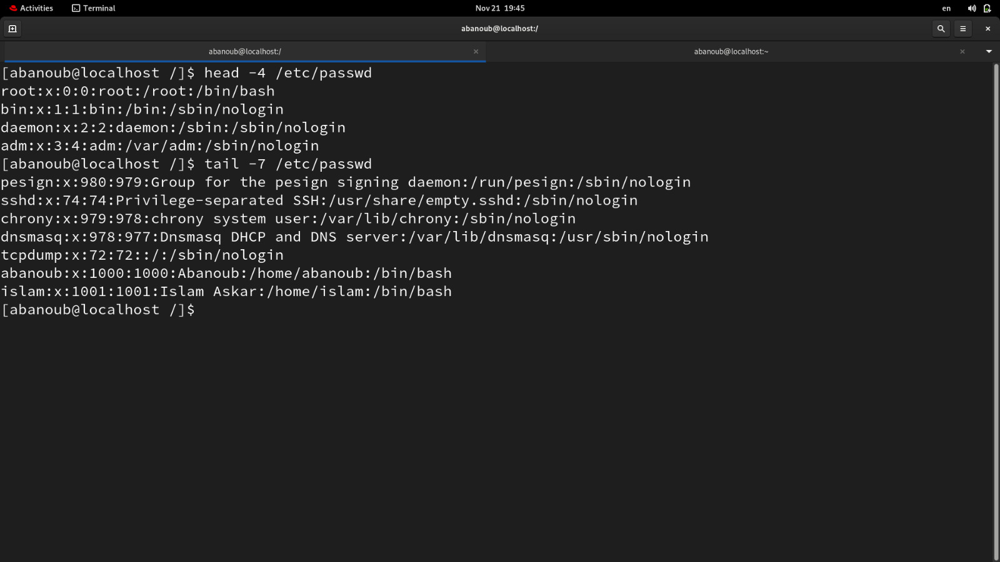 Activities
Terminal
Nov 21 19:45
en
abanoub@localhost:/
abanoub@localhost:/
abanoub@localhost:~
[abanoub@localhost /]$ head -4 /etc/passwd
root:x:0:0:root:/root:/bin/bash
bin:x:1:1:bin:/bin:/sbin/nologin
daemon:x:2:2:daemon:/sbin:/sbin/nologin
adm:x:3:4:adm:/var/adm:/sbin/nologin
[abanoub@localhost /]$ tail -7 /etc/passwd
pesign:x:980:979:Group for the pesign signing daemon:/run/pesign:/sbin/nologin
sshd:x:74:74:Privilege-separated SSH:/usr/share/empty.sshd:/sbin/nologin
chrony:x:979:978:chrony system user:/var/lib/chrony:/sbin/nologin
dnsmasq:x:978:977:Dnsmasq DHCP and DNS server:/var/lib/dnsmasq:/usr/sbin/nologin
tcpdump:x:72:72::/:/sbin/nologin
abanoub:x:1000:1000:Abanoub:/home/abanoub:/bin/bash
islam:x:1001:1001:Islam Askar:/home/islam:/bin/bash
[abanoub@localhost /]$